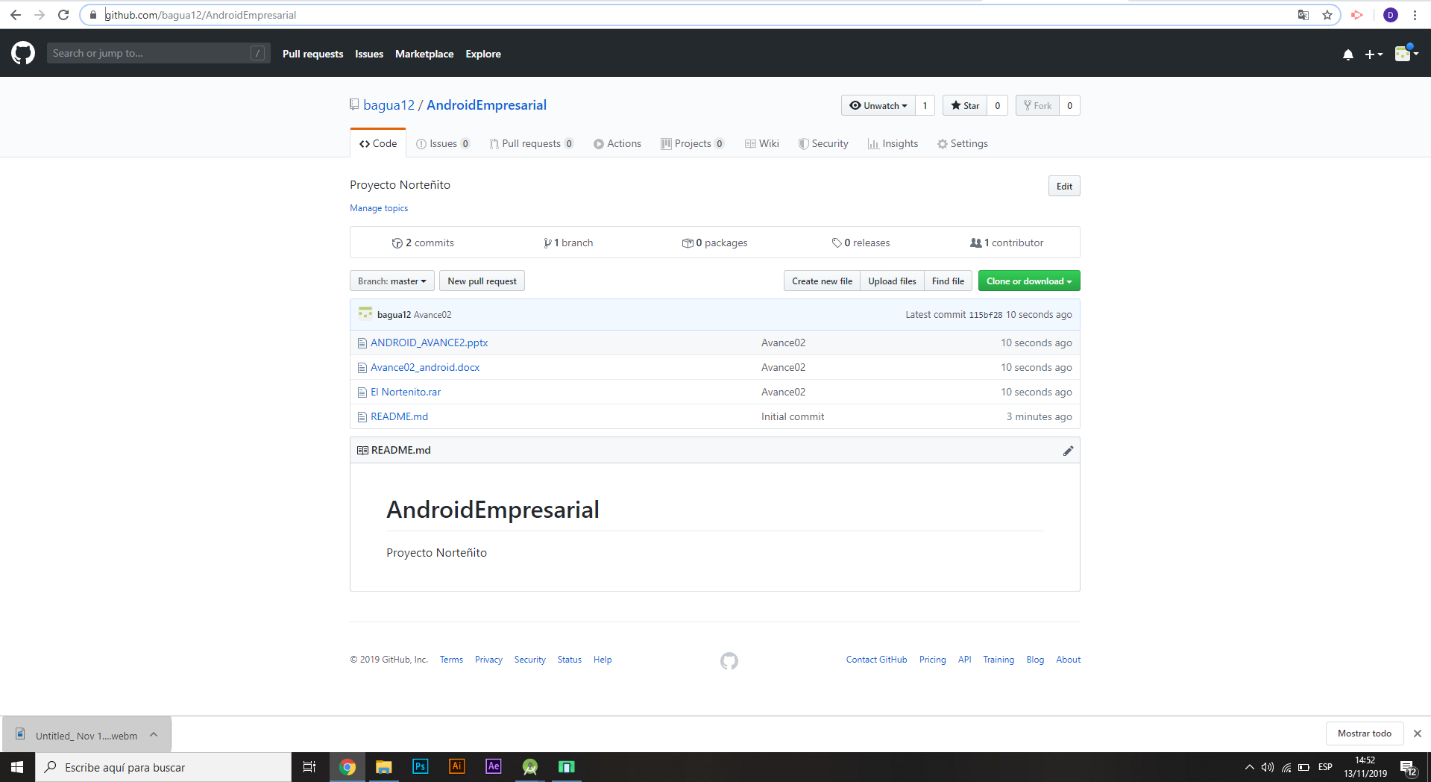 github.com/bagua12/AndroidEmpresarial
D
Search or jump to... /
Pull requests Issues Marketplace Explore
bagua12 / AndroidEmpresarial
Unwatch 1 Star 0 Fork 0
Code Issues 0 Pull requests 0 Actions Projects 0 Wiki Security Insights Settings
Proyecto Norteñito
Edit
Manage topics
2 commits 1 branch 0 packages 0 releases 1 contributor
Branch: master New pull request Create new file Upload files Find file Clone or download
bagua12 Avance02 Latest commit 115bf28 10 seconds ago
ANDROID_AVANCE2.pptx Avance02 10 seconds ago
Avance02_android.docx Avance02 10 seconds ago
El Nortenito.rar Avance02 10 seconds ago
README.md Initial commit 3 minutes ago
README.md
AndroidEmpresarial
Proyecto Norteñito
© 2019 GitHub, Inc. Terms Privacy Security Status Help Contact GitHub Pricing API Training Blog About
Untitled_ Nov 1....webm Mostrar todo
Escribe aquí para buscar Ps Ai Ae ESP 14:52
13/11/2019 12